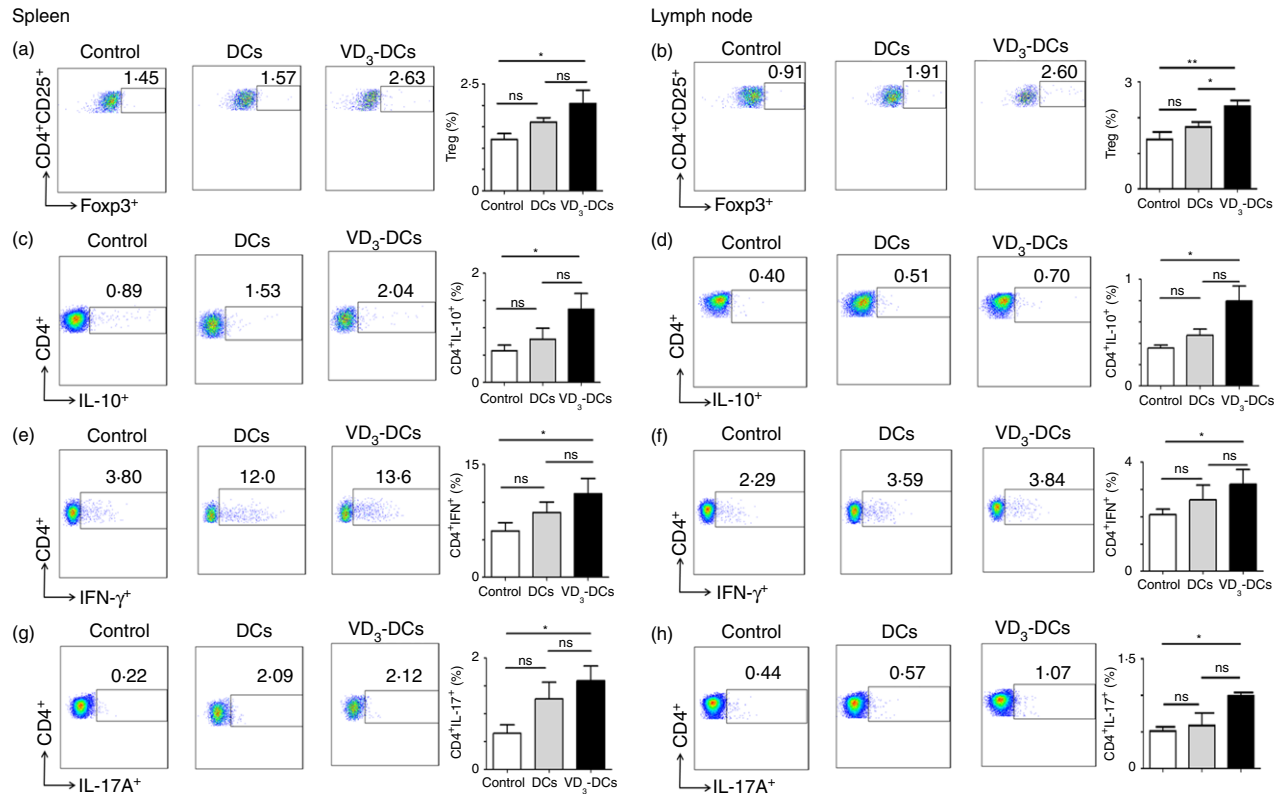 Spleen
Lymph node
(a)
Control
DCs
VD3-DCs
1·45
1·57
2·63
CD4+CD25+
Foxp3+
*
ns
ns
2·5
0
Treg (%)
Control DCs VD3-DCs
(b)
Control
DCs
VD3-DCs
0·91
1·91
2·60
CD4+CD25+
Foxp3+
**
*
ns
3
0
Treg (%)
Control DCs VD3-DCs
(c)
Control
DCs
VD3-DCs
0·89
1·53
2·04
CD4+
IL-10+
*
ns
ns
2
0
CD4+IL-10+ (%)
Control DCs VD3-DCs
(d)
Control
DCs
VD3-DCs
0·40
0·51
0·70
CD4+
IL-10+
*
ns
ns
1
0
CD4+IL-10+ (%)
Control DCs VD3-DCs
(e)
Control
DCs
VD3-DCs
3·80
12·0
13·6
CD4+
IFN-γ+
*
ns
ns
15
0
CD4+IFN+ (%)
Control DCs VD3-DCs
(f)
Control
DCs
VD3-DCs
2·29
3·59
3·84
CD4+
IFN-γ+
*
ns
ns
4
2
0
CD4+IFN+ (%)
Control DCs VD3-DCs
(g)
Control
DCs
VD3-DCs
0·22
2·09
2·12
CD4+
IL-17A+
*
ns
ns
2
0
CD4+IL-17+ (%)
Control DCs VD3-DCs
(h)
Control
DCs
VD3-DCs
0·44
0·57
1·07
CD4+
IL-17A+
*
ns
ns
1·5
0
CD4+IL-17+ (%)
Control DCs VD3-DCs